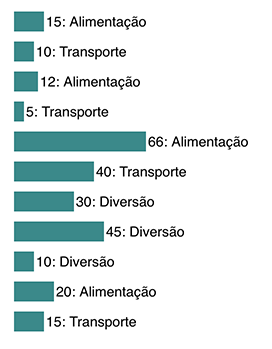 15: Alimentação
10: Transporte
12: Alimentação
5: Transporte
66: Alimentação
40: Transporte
30: Diversão
45: Diversão
10: Diversão
20: Alimentação
15: Transporte